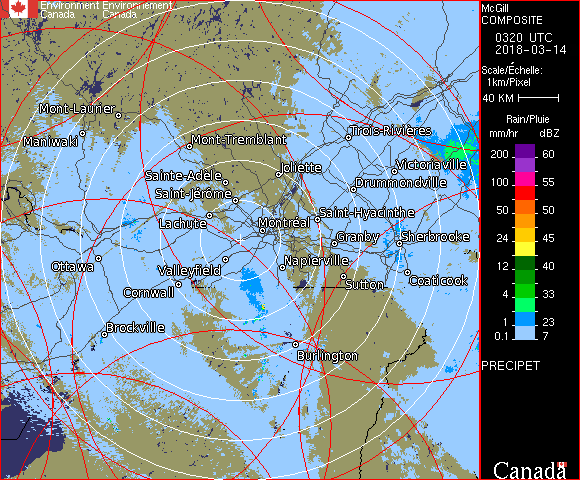 Environment Environnement
Canada Canada
McGill
COMPOSITE
0320 UTC
2018-03-14
Scale/Échelle:
1km/Pixel
40 KM
Rain/Pluie
mm/hr dBZ
200 60
100 55
50 50
24 45
12 40
4 33
1 23
0.1 7
PRECIPET
Canada
Mont-Laurier
Maniwaki
Mont-Tremblant
Trois-Rivières
Sainte-Adèle
Joliette
Victoriaville
Saint-Jérôme
Drummondville
Lachute
Montréal
Saint-Hyacinthe
Granby
Sherbrooke
Ottawa
Valleyfield
Napierville
Cornwall
Sutton
Coaticook
Brockville
Burlington